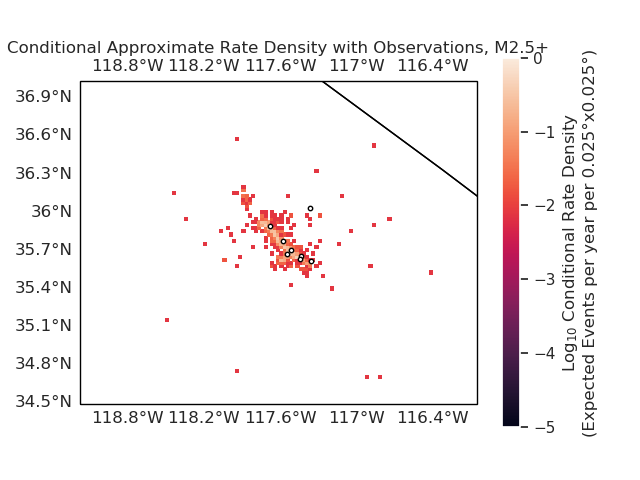 Conditional Approximate Rate Density with Observations, M2.5+
118.8°W 118.2°W 117.6°W 117°W 116.4°W
36.9°N
36.6°N
36.3°N
36°N
35.7°N
35.4°N
35.1°N
34.8°N
34.5°N
118.8°W 118.2°W 117.6°W 117°W 116.4°W
0
−1
−2
−3
−4
−5
Log10 Conditional Rate Density
(Expected Events per year per 0.025°x0.025°)